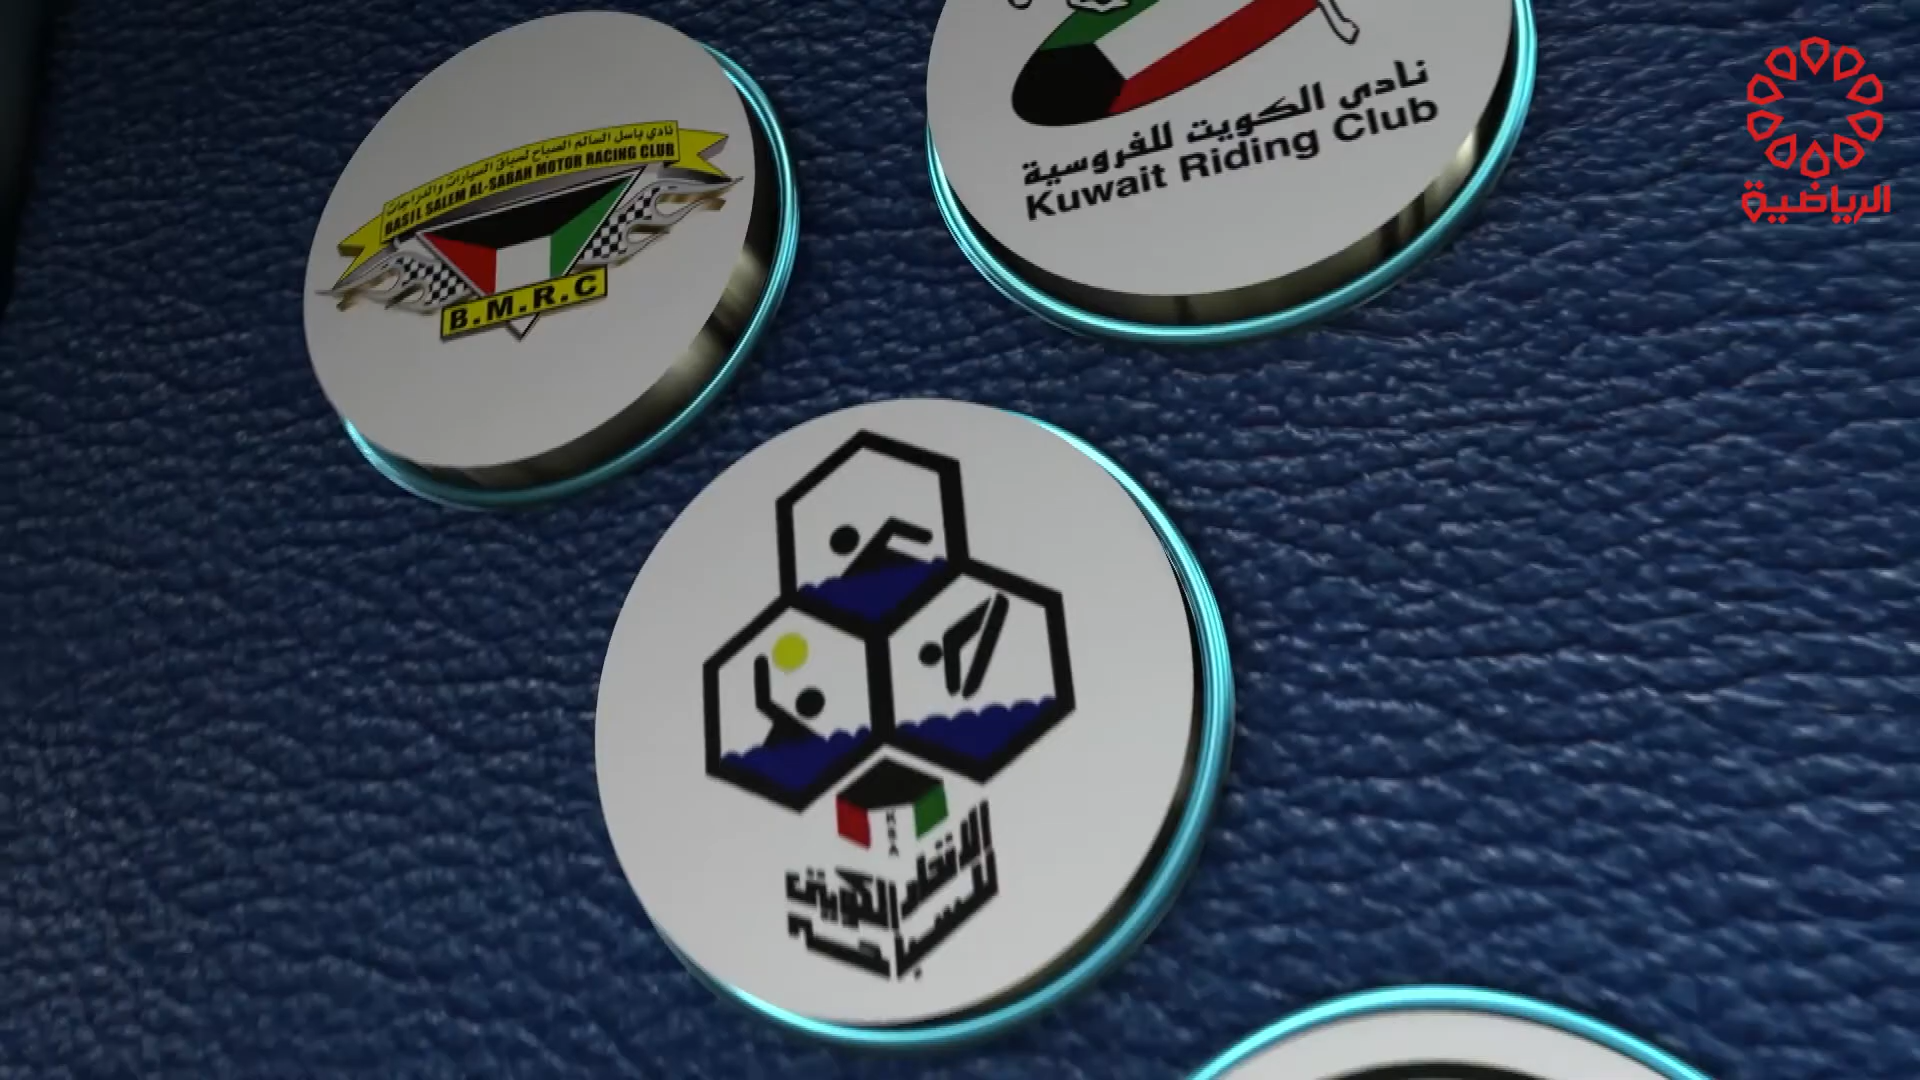 نادي باسل السالم الصباح لسباق السيارات والدراجات
BASIL SALEM AL-SABAH MOTOR RACING CLUB
B.M.R.C
نادي الكويت للفروسية
Kuwait Riding Club
الرياضية
KSA
الاتحاد الكويتي
للسباحة